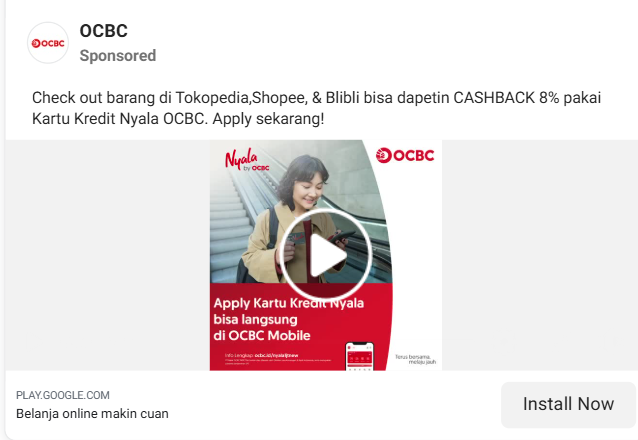 OCBC
OCBC
Sponsored
Check out barang di Tokopedia,Shopee, & Blibli bisa dapetin CASHBACK 8% pakai
Kartu Kredit Nyala OCBC. Apply sekarang!
Nyala
by OCBC
OCBC
Apply Kartu Kredit Nyala
bisa langsung
di OCBC Mobile
Info Lengkap: ocbc.id/nyalajtnew
Terus bersama,
melaju jauh
PLAY.GOOGLE.COM
Belanja online makin cuan
Install Now